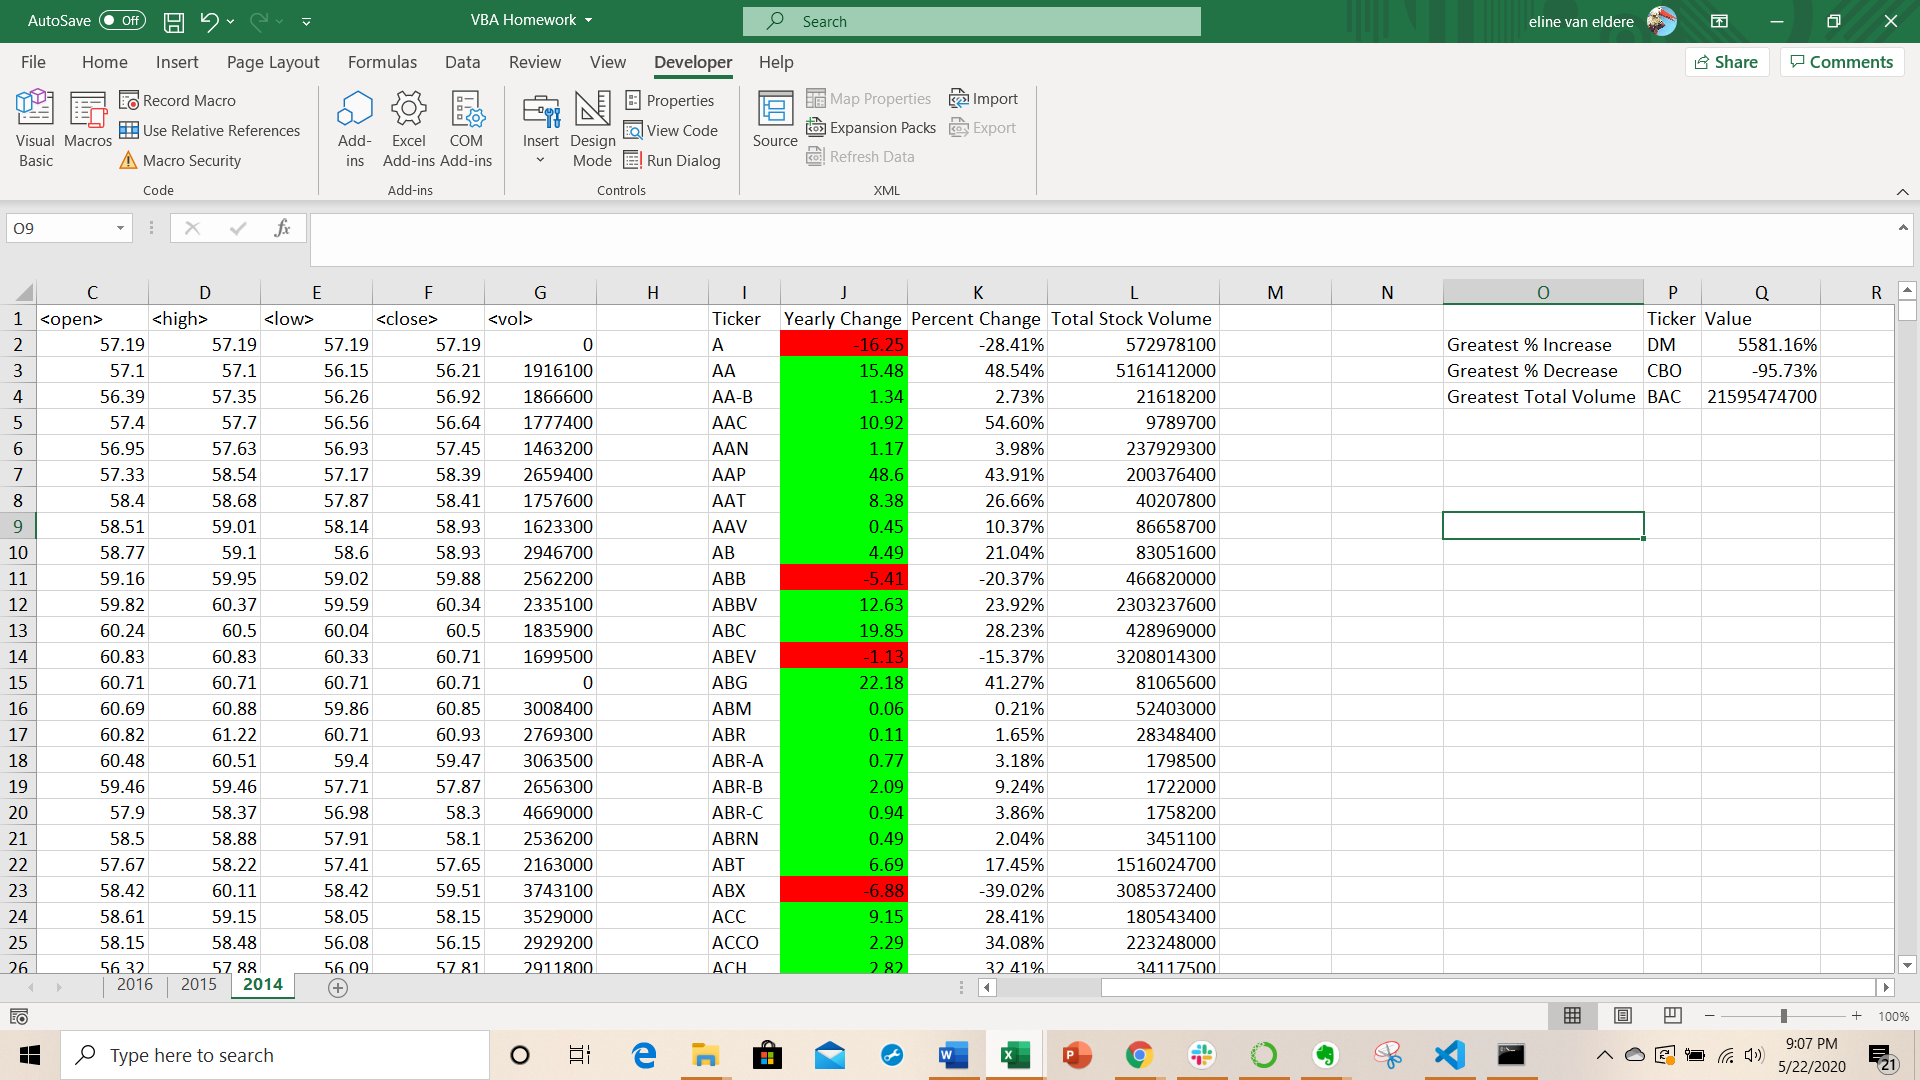 AutoSave Off VBA Homework Search eline van eldere
File Home Insert Page Layout Formulas Data Review View Developer Help Share Comments
Visual Basic
Macros
Record Macro
Use Relative References
Macro Security
Code
Add-ins
Excel Add-ins
COM Add-ins
Add-ins
Insert
Design Mode
Properties
View Code
Run Dialog
Controls
Source
Map Properties
Expansion Packs
Refresh Data
Import
Export
XML
O9 fx
C D E F G H I J K L M N O P Q R
1 <open> <high> <low> <close> <vol> Ticker Yearly Change Percent Change Total Stock Volume Ticker Value
2 57.19 57.19 57.19 57.19 0 A -16.25 -28.41% 572978100 Greatest % Increase DM 5581.16%
3 57.1 57.1 56.15 56.21 1916100 AA 15.48 48.54% 5161412000 Greatest % Decrease CBO -95.73%
4 56.39 57.35 56.26 56.92 1866600 AA-B 1.34 2.73% 21618200 Greatest Total Volume BAC 21595474700
5 57.4 57.7 56.56 56.64 1777400 AAC 10.92 54.60% 9789700
6 56.95 57.63 56.93 57.45 1463200 AAN 1.17 3.98% 237929300
7 57.33 58.54 57.17 58.39 2659400 AAP 48.6 43.91% 200376400
8 58.4 58.68 57.87 58.41 1757600 AAT 8.38 26.66% 40207800
9 58.51 59.01 58.14 58.93 1623300 AAV 0.45 10.37% 86658700
10 58.77 59.1 58.6 58.93 2946700 AB 4.49 21.04% 83051600
11 59.16 59.95 59.02 59.88 2562200 ABB -5.41 -20.37% 466820000
12 59.82 60.37 59.59 60.34 2335100 ABBV 12.63 23.92% 2303237600
13 60.24 60.5 60.04 60.5 1835900 ABC 19.85 28.23% 428969000
14 60.83 60.83 60.33 60.71 1699500 ABEV -1.13 -15.37% 3208014300
15 60.71 60.71 60.71 60.71 0 ABG 22.18 41.27% 81065600
16 60.69 60.88 59.86 60.85 3008400 ABM 0.06 0.21% 52403000
17 60.82 61.22 60.71 60.93 2769300 ABR 0.11 1.65% 28348400
18 60.48 60.51 59.4 59.47 3063500 ABR-A 0.77 3.18% 1798500
19 59.46 59.46 57.71 57.87 2656300 ABR-B 2.09 9.24% 1722000
20 57.9 58.37 56.98 58.3 4669000 ABR-C 0.94 3.86% 1758200
21 58.5 58.88 57.91 58.1 2536200 ABRN 0.49 2.04% 3451100
22 57.67 58.22 57.41 57.65 2163000 ABT 6.69 17.45% 1516024700
23 58.42 60.11 58.42 59.51 3743100 ABX -6.88 -39.02% 3085372400
24 58.61 59.15 58.05 58.15 3529000 ACC 9.15 28.41% 180543400
25 58.15 58.48 56.08 56.15 2929200 ACCO 2.29 34.08% 223248000
26 56.32 57.88 56.09 57.81 2911800 ACH 2.82 32.41% 34117500
2016 2015 2014
100%
Type here to search
9:07 PM
5/22/2020
21